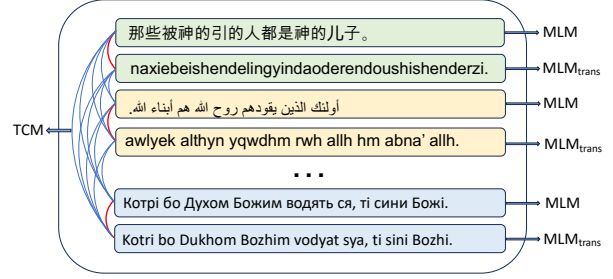 那些被神的引的人都是神的儿子。
MLM
naxiebeishendelingyindaoderendoushishenderzi.
MLMtrans
أولئك الذين يقودهم روح الله هم أبناء الله.
MLM
TCM
awlyek althyn yqwdhm rwh allh hm abna' allh.
MLMtrans
...
Котрі бо Духом Божим водять ся, ті сини Божі.
MLM
Kotri bo Dukhom Bozhim vodyat sya, ti sini Bozhi.
MLMtrans